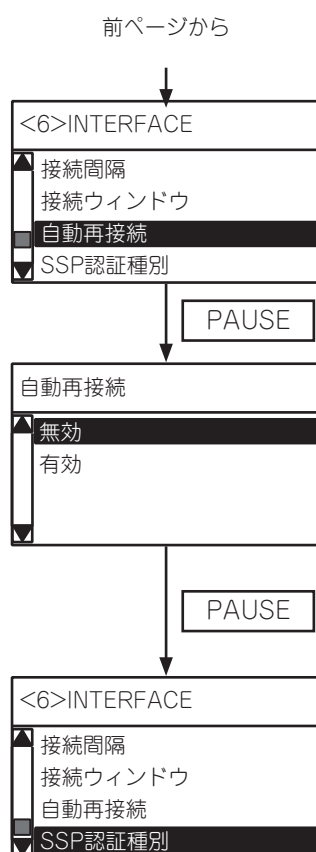 前ページから
<6>INTERFACE
接続間隔
接続ウィンドウ
自動再接続
SSP認証種別
PAUSE
自動再接続
無効
有効
PAUSE
<6>INTERFACE
接続間隔
接続ウィンドウ
自動再接続
SSP認証種別